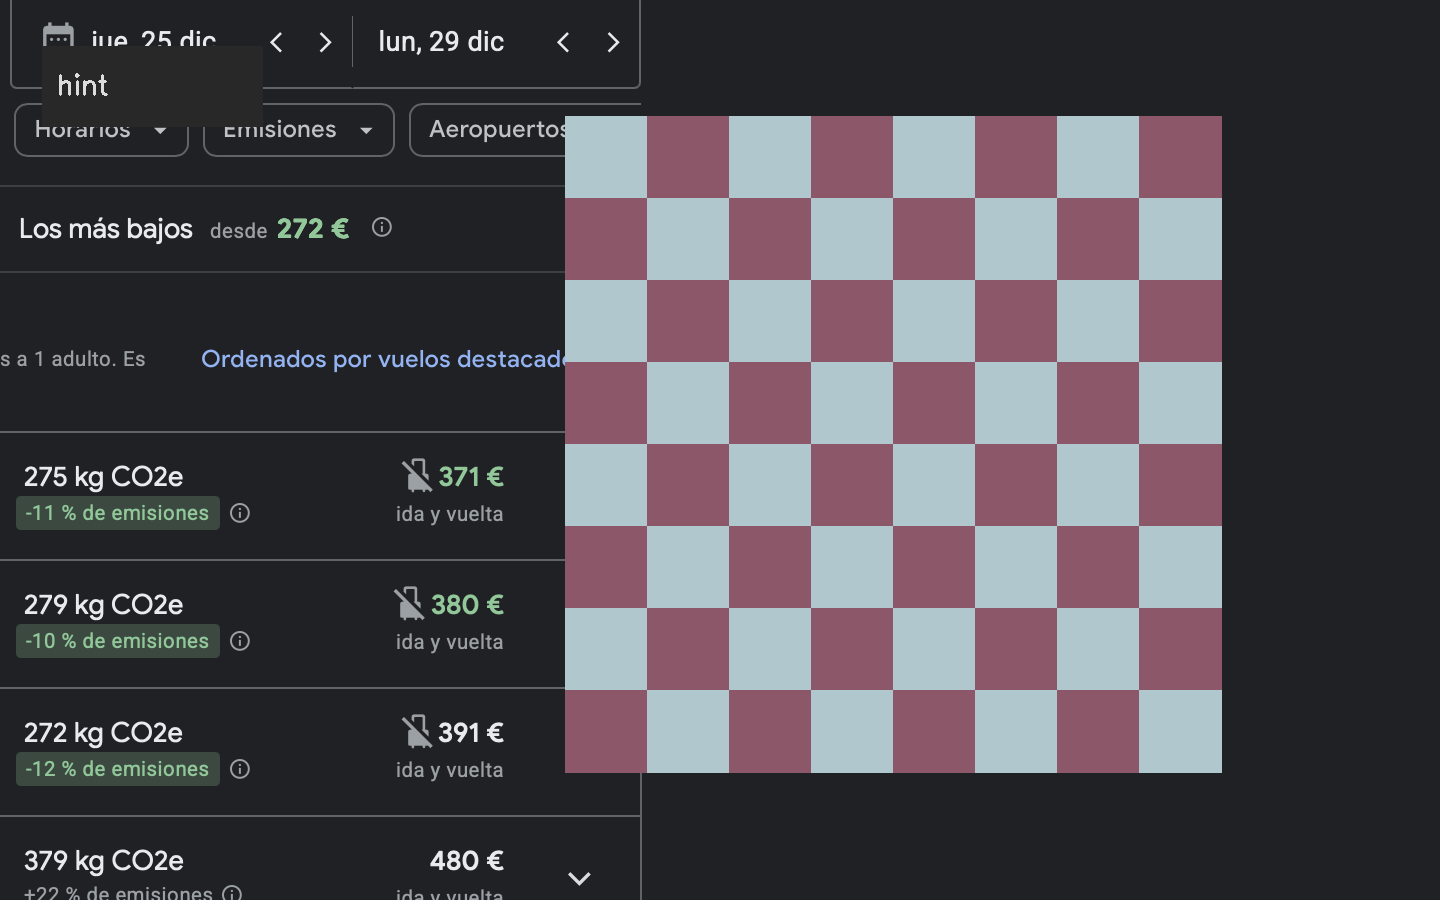 jue, 25 dic
lun, 29 dic
hint
Horarios
Emisiones
Aeropuertos
Los más bajos desde 272 €
s a 1 adulto. Es
Ordenados por vuelos destacado
275 kg CO2e
371 €
-11 % de emisiones
ida y vuelta
279 kg CO2e
380 €
-10 % de emisiones
ida y vuelta
272 kg CO2e
391 €
-12 % de emisiones
ida y vuelta
379 kg CO2e
480 €
+22 % de emisiones
ida y vuelta